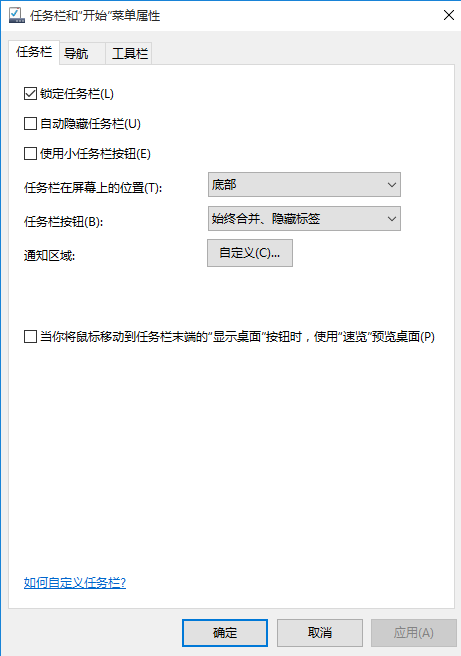 任务栏和“开始”菜单属性
任务栏 导航 工具栏
锁定任务栏(L)
自动隐藏任务栏(U)
使用小任务栏按钮(E)
任务栏在屏幕上的位置(T): 底部
任务栏按钮(B): 始终合并、隐藏标签
通知区域: 自定义(C)...
当你将鼠标移动到任务栏末端的“显示桌面”按钮时，使用“速览”预览桌面(P)
如何自定义任务栏?
确定 取消 应用(A)